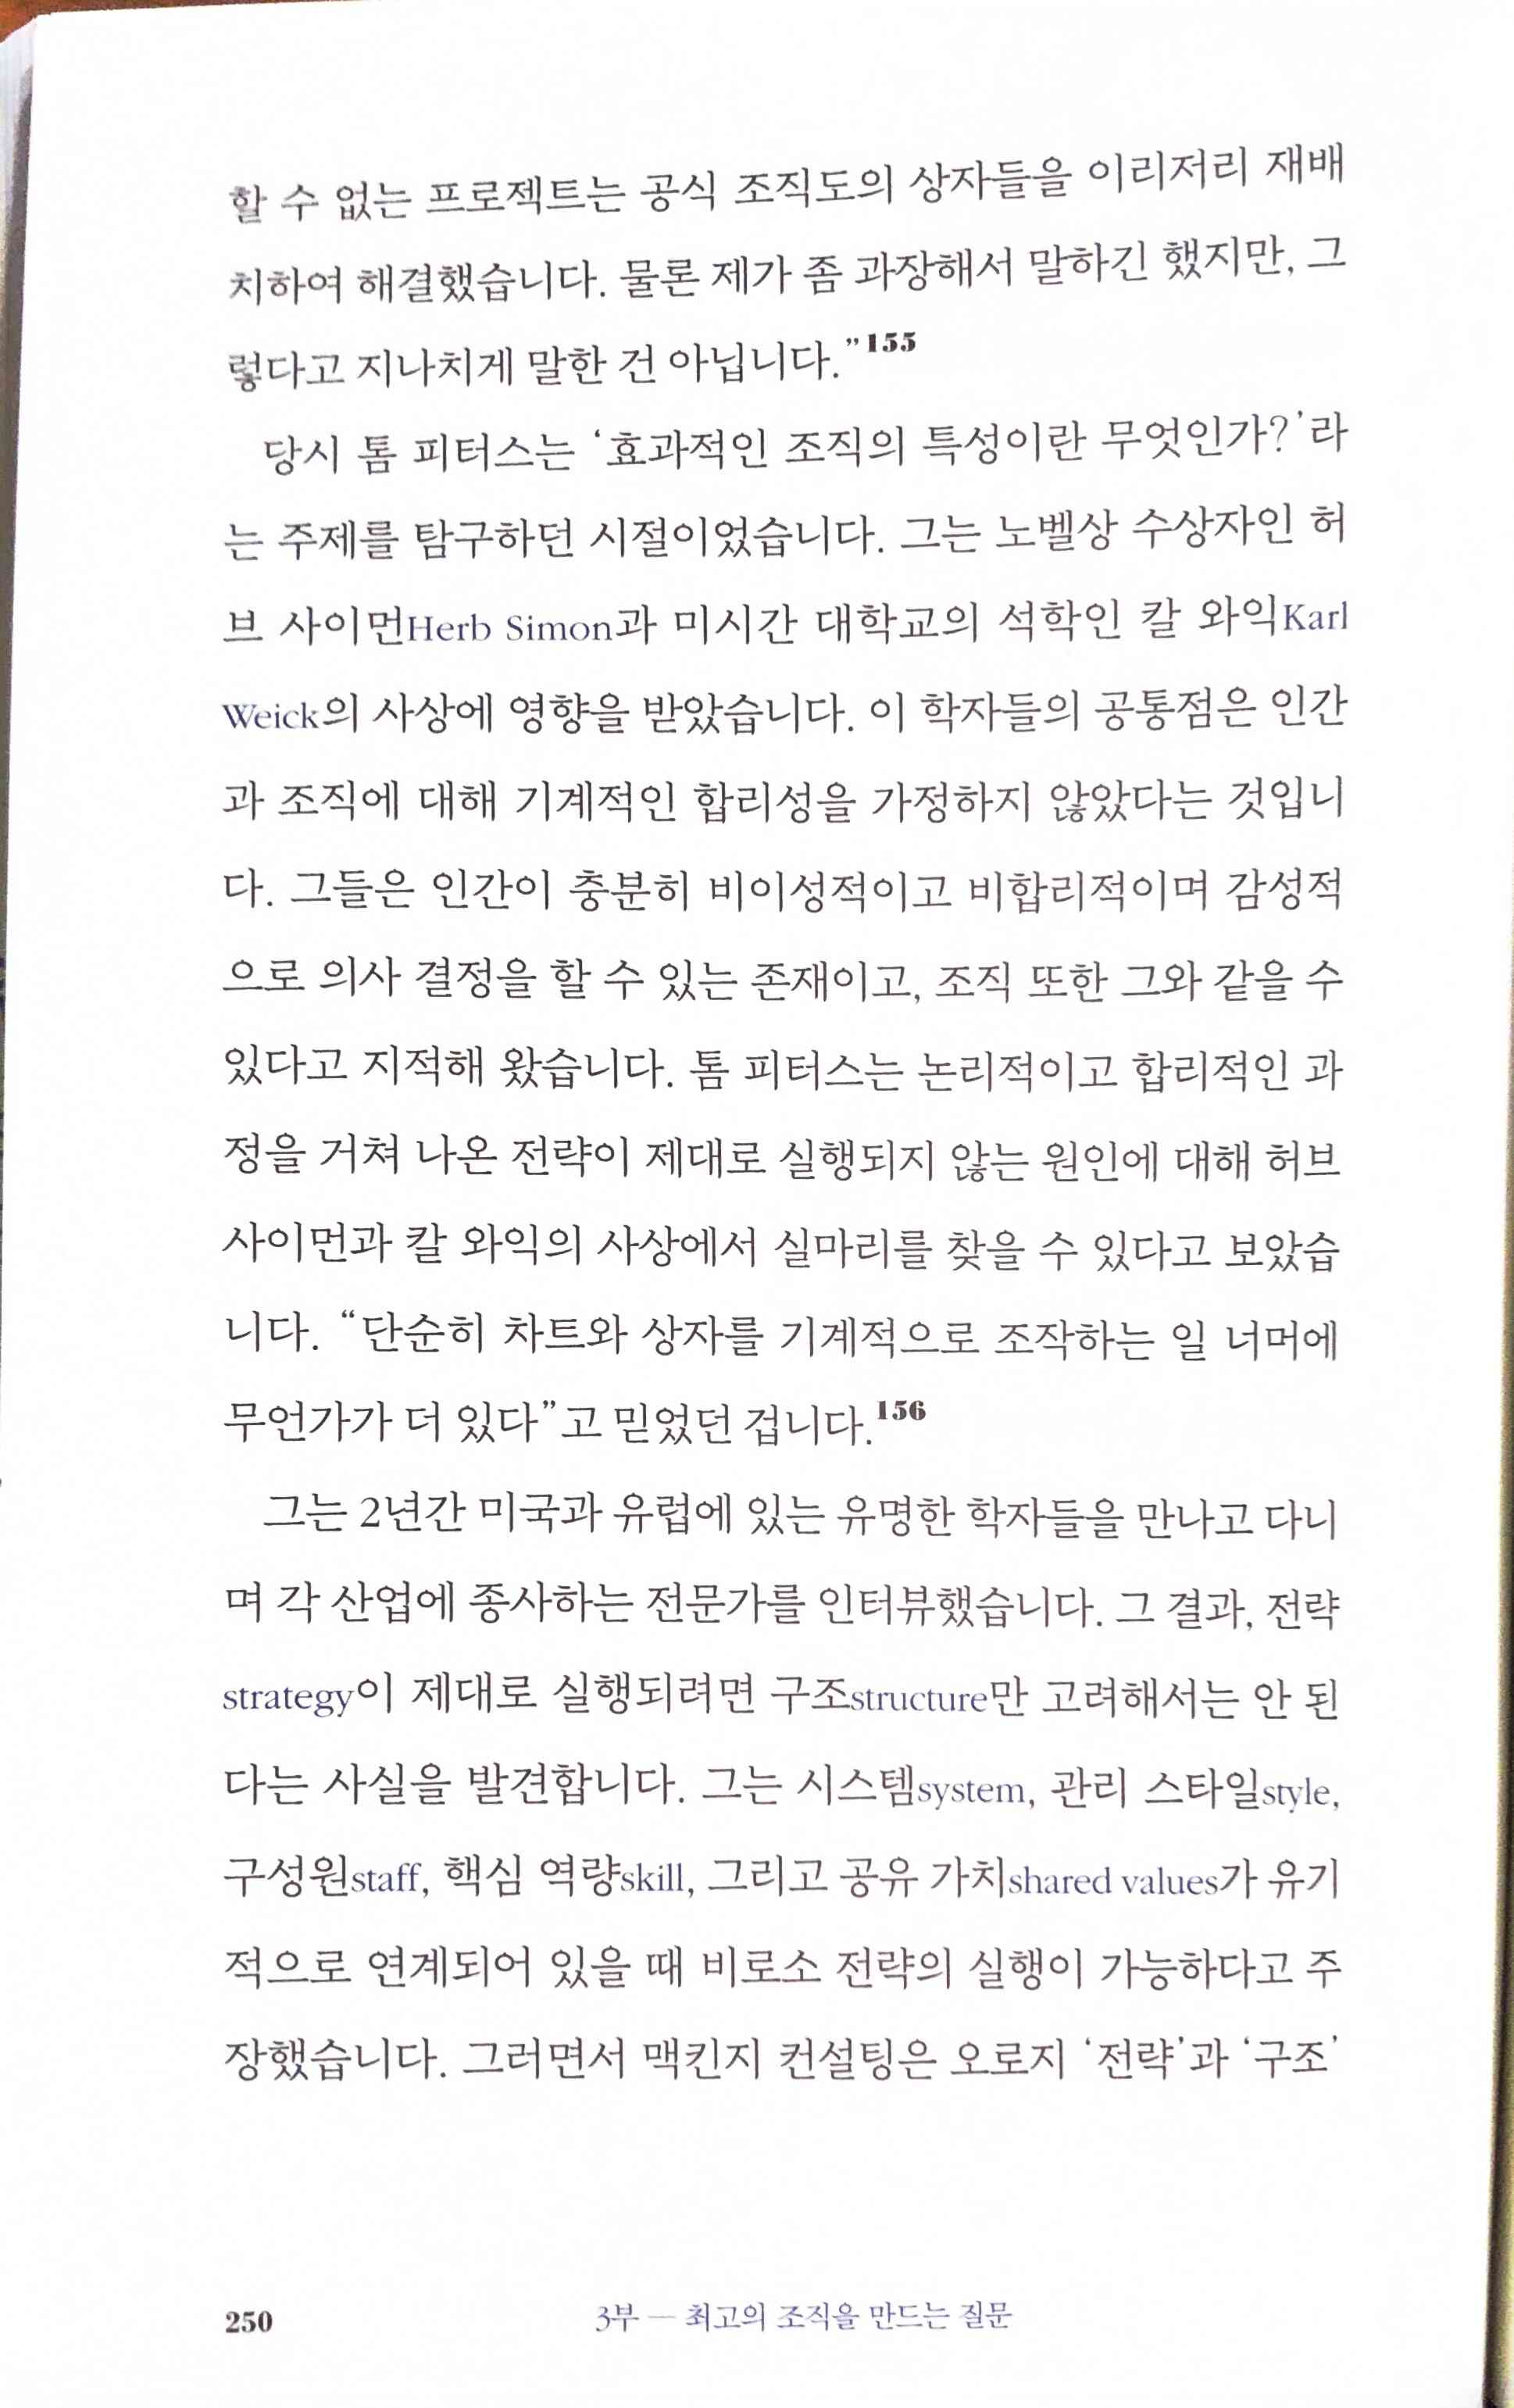 할 수 없는 프로젝트는 공식 조직도의 상자들을 이리저리 재배
치하여 해결했습니다. 물론 제가 좀 과장해서 말하긴 했지만, 그
렇다고 지나치게 말한 건 아닙니다.”155
당시 톰 피터스는 ‘효과적인 조직의 특성이란 무엇인가?’라
는 주제를 탐구하던 시절이었습니다. 그는 노벨상 수상자인 허
브 사이먼Herb Simon과 미시간 대학교의 석학인 칼 와익Karl
Weick의 사상에 영향을 받았습니다. 이 학자들의 공통점은 인간
과 조직에 대해 기계적인 합리성을 가정하지 않았다는 것입니
다. 그들은 인간이 충분히 비이성적이고 비합리적이며 감성적
으로 의사 결정을 할 수 있는 존재이고, 조직 또한 그와 같을 수
있다고 지적해 왔습니다. 톰 피터스는 논리적이고 합리적인 과
정을 거쳐 나온 전략이 제대로 실행되지 않는 원인에 대해 허브
사이먼과 칼 와익의 사상에서 실마리를 찾을 수 있다고 보았습
니다. “단순히 차트와 상자를 기계적으로 조작하는 일 너머에
무언가가 더 있다”고 믿었던 겁니다.156
그는 2년간 미국과 유럽에 있는 유명한 학자들을 만나고 다니
며 각 산업에 종사하는 전문가를 인터뷰했습니다. 그 결과, 전략
strategy이 제대로 실행되려면 구조structure만 고려해서는 안 된
다는 사실을 발견합니다. 그는 시스템system, 관리 스타일style,
구성원staff, 핵심 역량skill, 그리고 공유 가치shared values가 유기
적으로 연계되어 있을 때 비로소 전략의 실행이 가능하다고 주
장했습니다. 그러면서 맥킨지 컨설팅은 오로지 ‘전략’과 ‘구조’
250
3부 — 최고의 조직을 만드는 질문